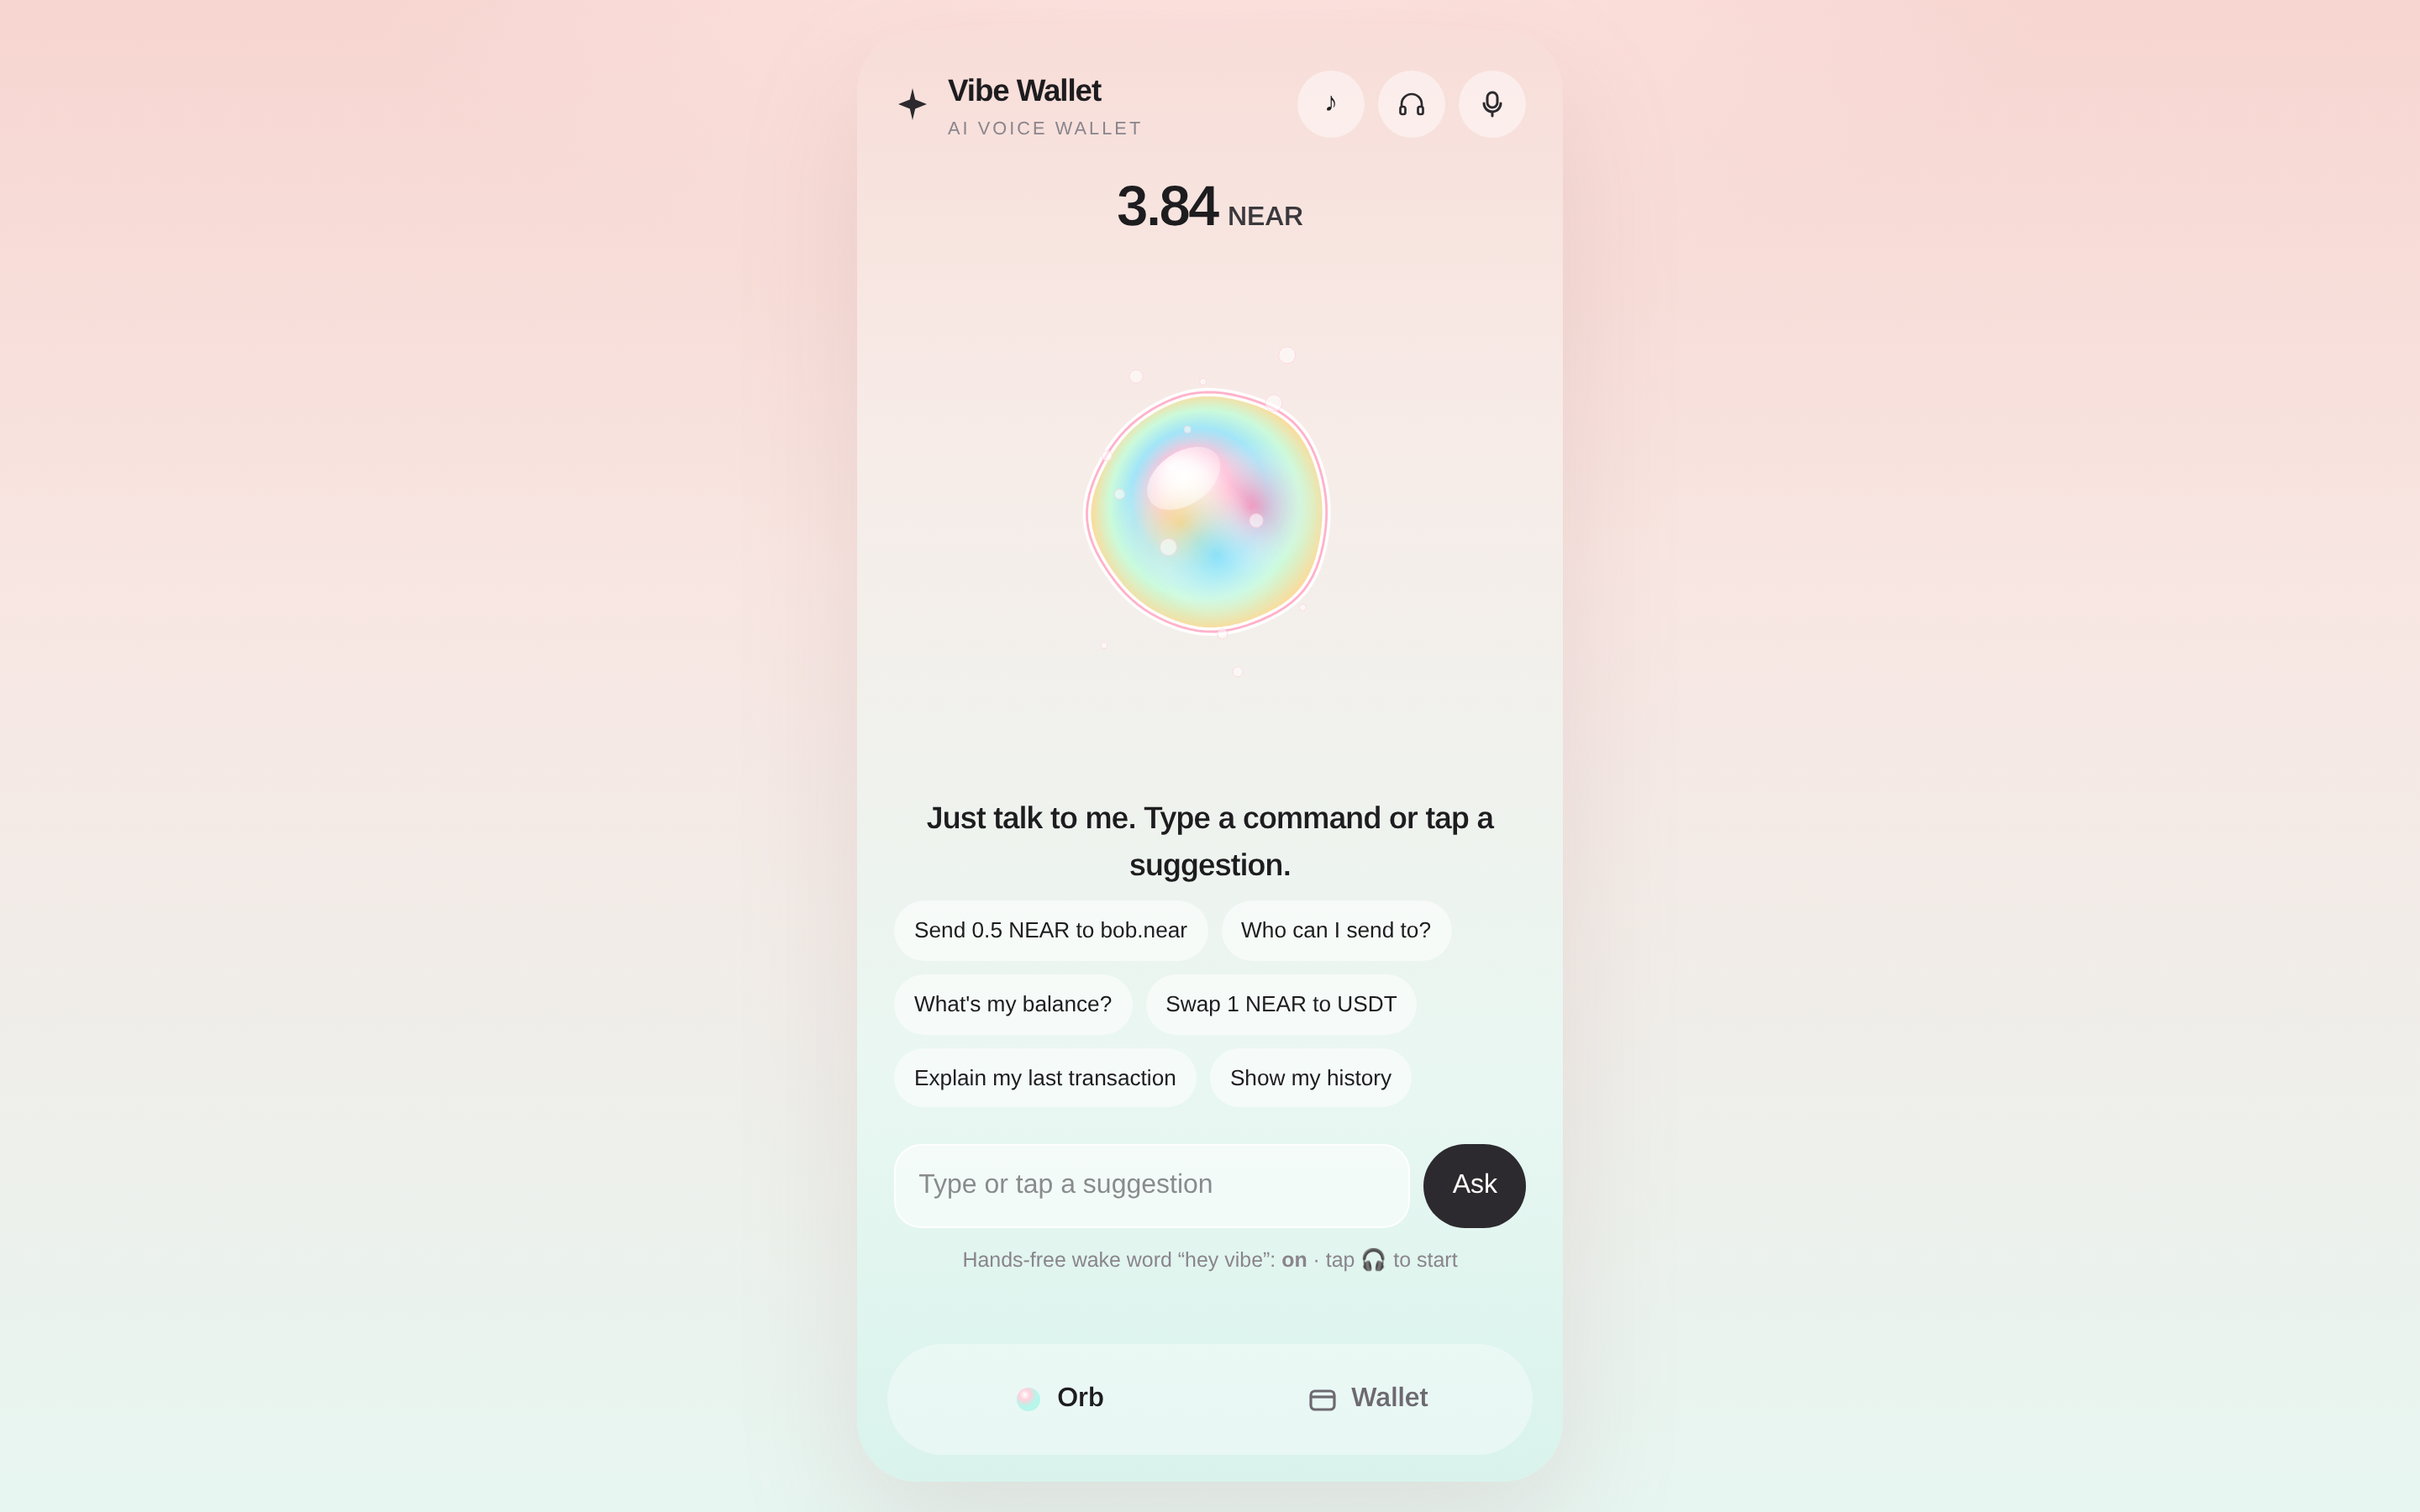 Vibe Wallet
AI VOICE WALLET
3.84 NEAR
Just talk to me. Type a command or tap a
suggestion.
Send 0.5 NEAR to bob.near
Who can I send to?
What's my balance?
Swap 1 NEAR to USDT
Explain my last transaction
Show my history
Type or tap a suggestion
Ask
Hands-free wake word “hey vibe”: on · tap 🎧 to start
Orb
Wallet